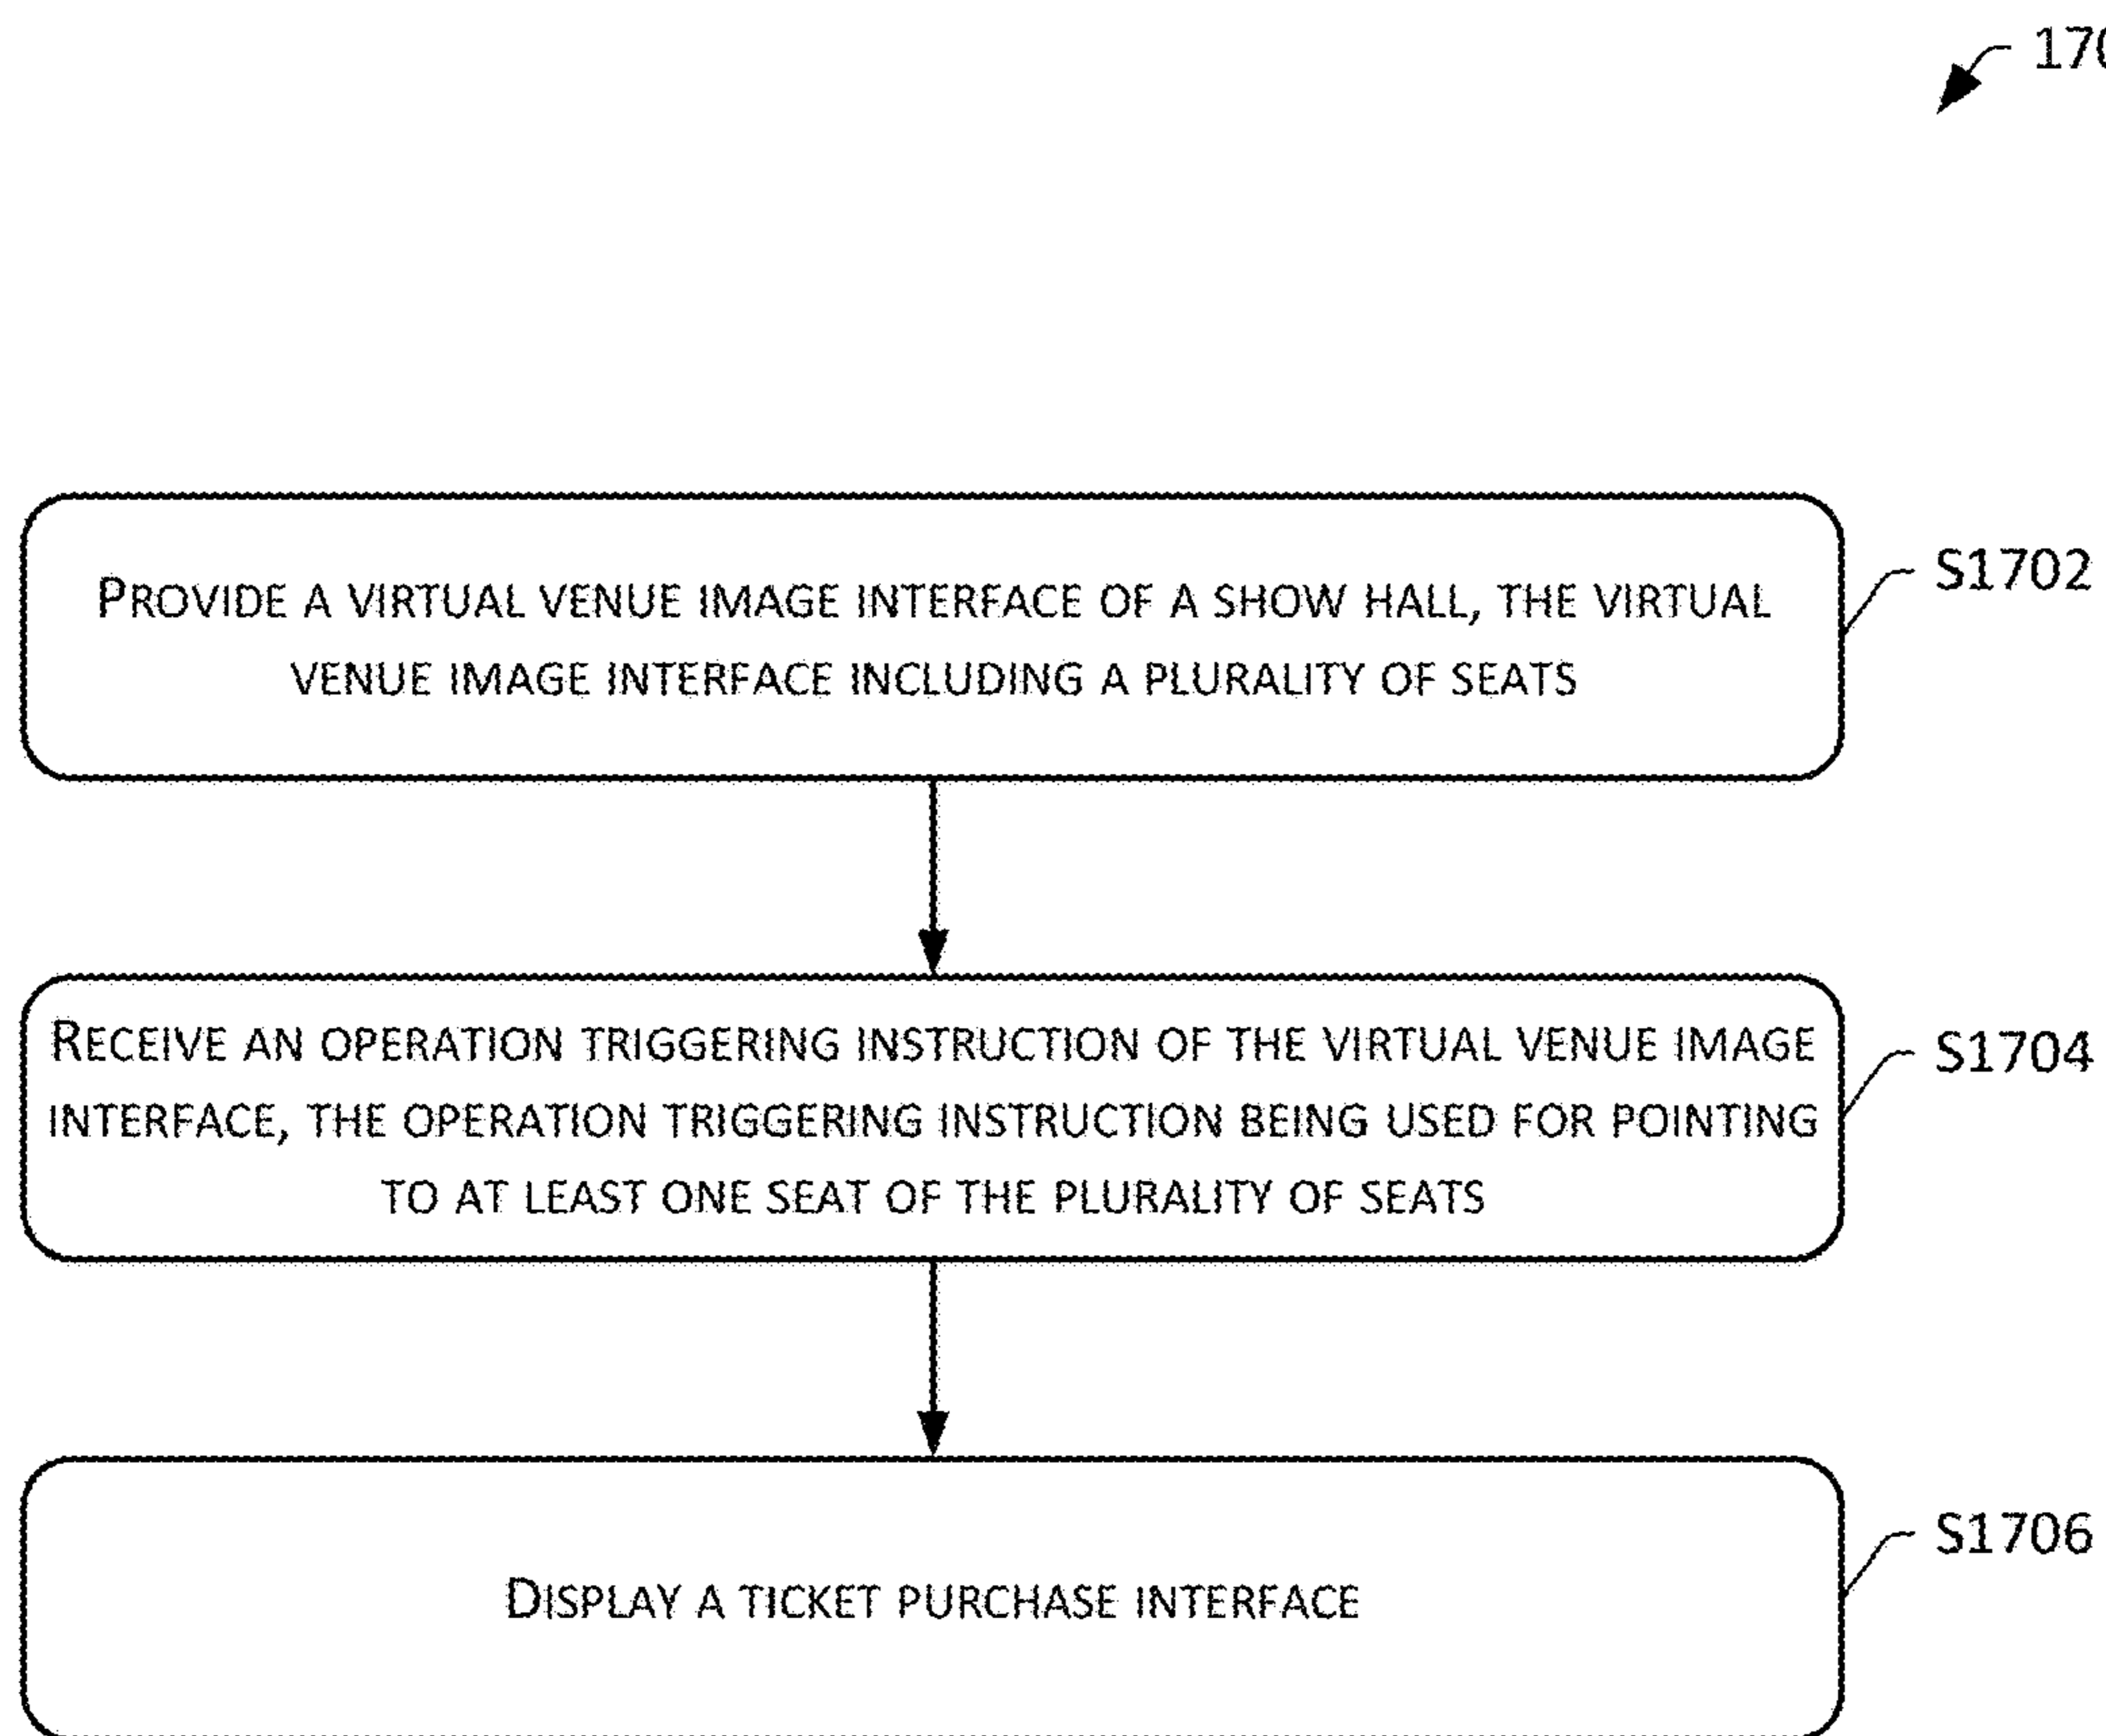 170
PROVIDE A VIRTUAL VENUE IMAGE INTERFACE OF A SHOW HALL, THE VIRTUAL
VENUE IMAGE INTERFACE INCLUDING A PLURALITY OF SEATS
S1702
RECEIVE AN OPERATION TRIGGERING INSTRUCTION OF THE VIRTUAL VENUE IMAGE
INTERFACE, THE OPERATION TRIGGERING INSTRUCTION BEING USED FOR POINTING
TO AT LEAST ONE SEAT OF THE PLURALITY OF SEATS
S1704
DISPLAY A TICKET PURCHASE INTERFACE
S1706